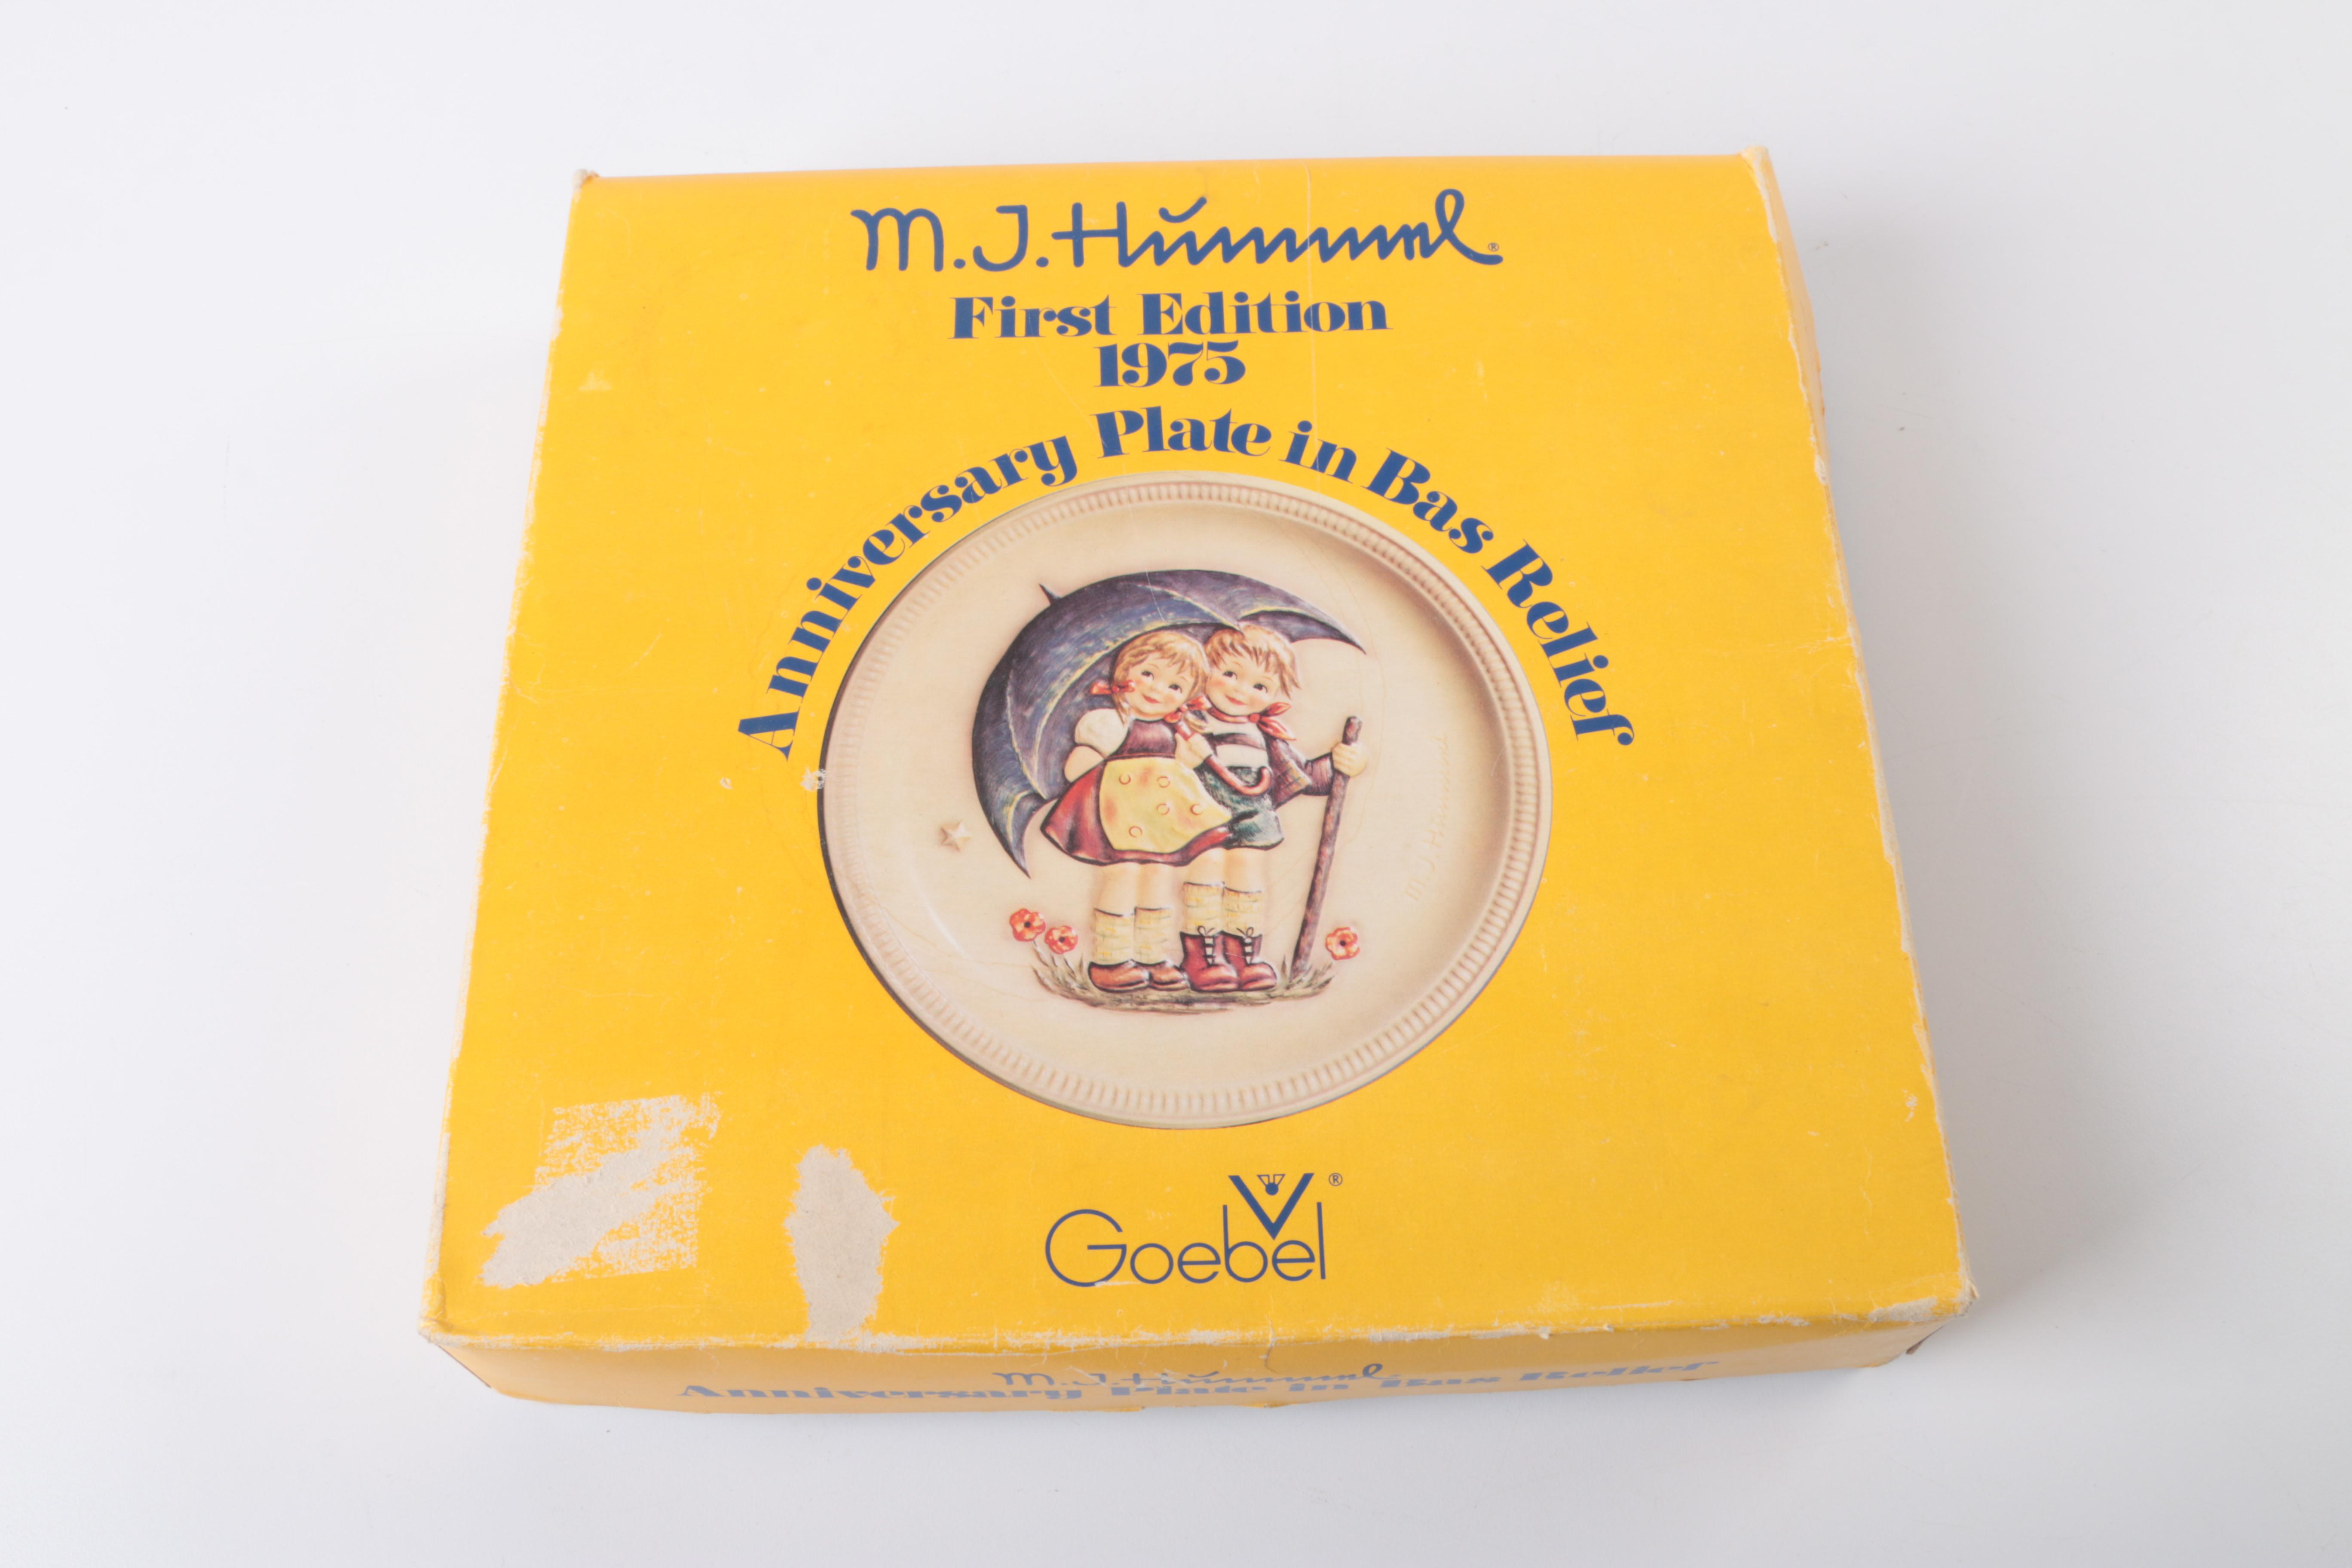 M.J.Hummel®
First Edition
1975
Anniversary Plate in Bas Relief
M.J.Hummel
Goebel®
M.J.Hummel
Anniversary Plate in Bas Relief